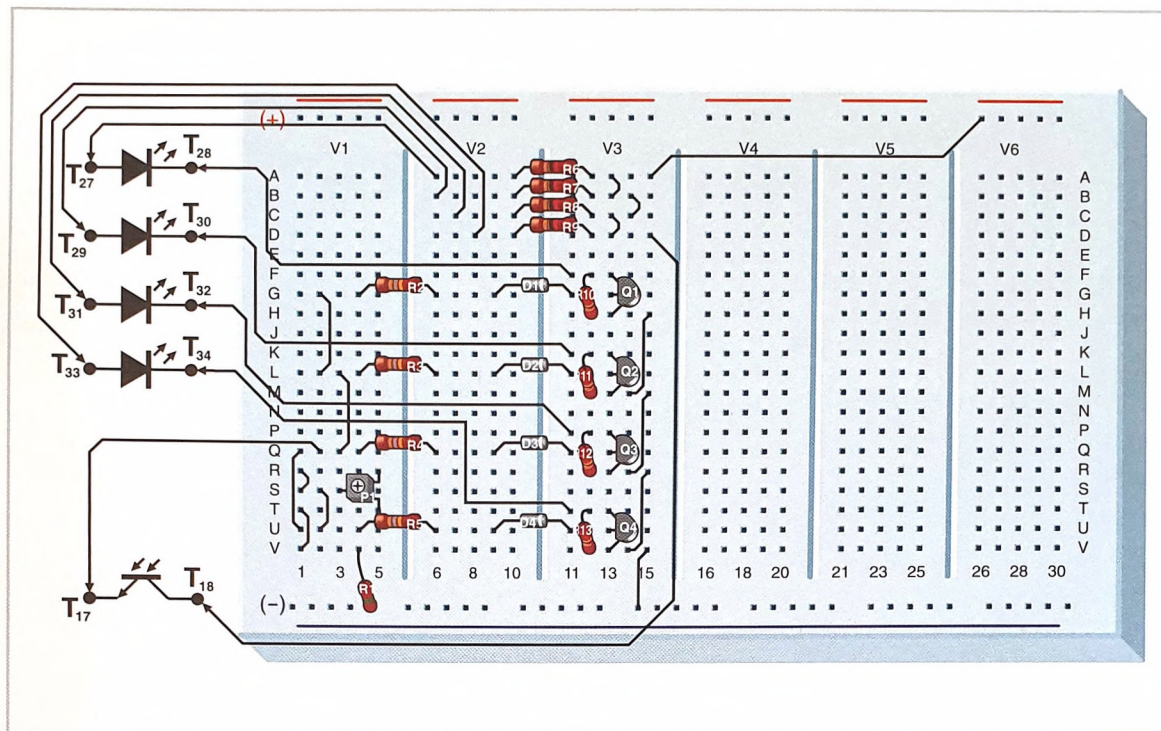 (+)
V1 V2 V3 V4 V5 V6
T27 T28
T29 T30
T31 T32
T33 T34
T17 T18
A A
B B
C C
D D
E E
F F
G G
H H
J J
K K
L L
M M
N N
P P
Q Q
R R
S S
T T
U U
V V
R6
R7
R8
R9
R2 D1 R10 Q1
R3 D2 R11 Q2
R4 D3 R12 Q3
P1
R5 D4 R13 Q4
1 3 5 6 8 10 11 13 15 16 18 20 21 23 25 26 28 30
R1
(−)